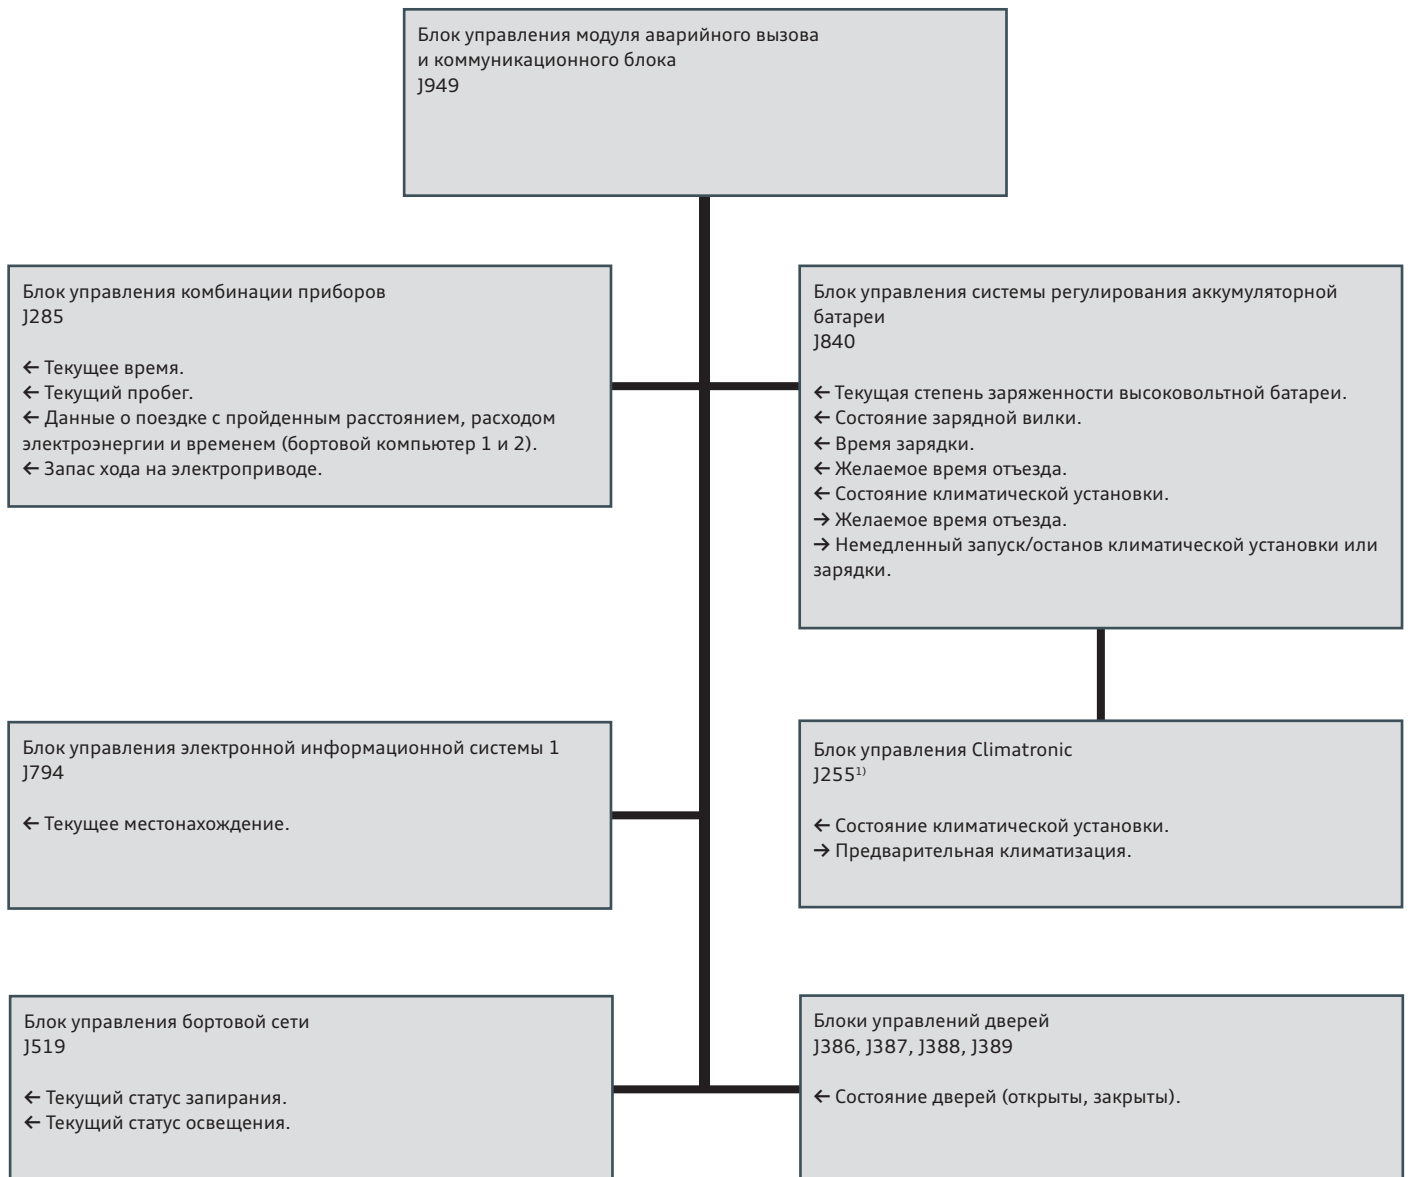 Блок управления модуля аварийного вызова
и коммуникационного блока
J949
Блок управления комбинации приборов
J285
← Текущее время.
← Текущий пробег.
← Данные о поездке с пройденным расстоянием, расходом
электроэнергии и временем (бортовой компьютер 1 и 2).
← Запас хода на электроприводе.
Блок управления системы регулирования аккумуляторной
батареи
J840
← Текущая степень заряженности высоковольтной батареи.
← Состояние зарядной вилки.
← Время зарядки.
← Желаемое время отъезда.
← Состояние климатической установки.
→ Желаемое время отъезда.
→ Немедленный запуск/останов климатической установки или
зарядки.
Блок управления электронной информационной системы 1
J794
← Текущее местонахождение.
Блок управления Climatronic
J255¹⁾
← Состояние климатической установки.
→ Предварительная климатизация.
Блок управления бортовой сети
J519
← Текущий статус запирания.
← Текущий статус освещения.
Блоки управлений дверей
J386, J387, J388, J389
← Состояние дверей (открыты, закрыты).